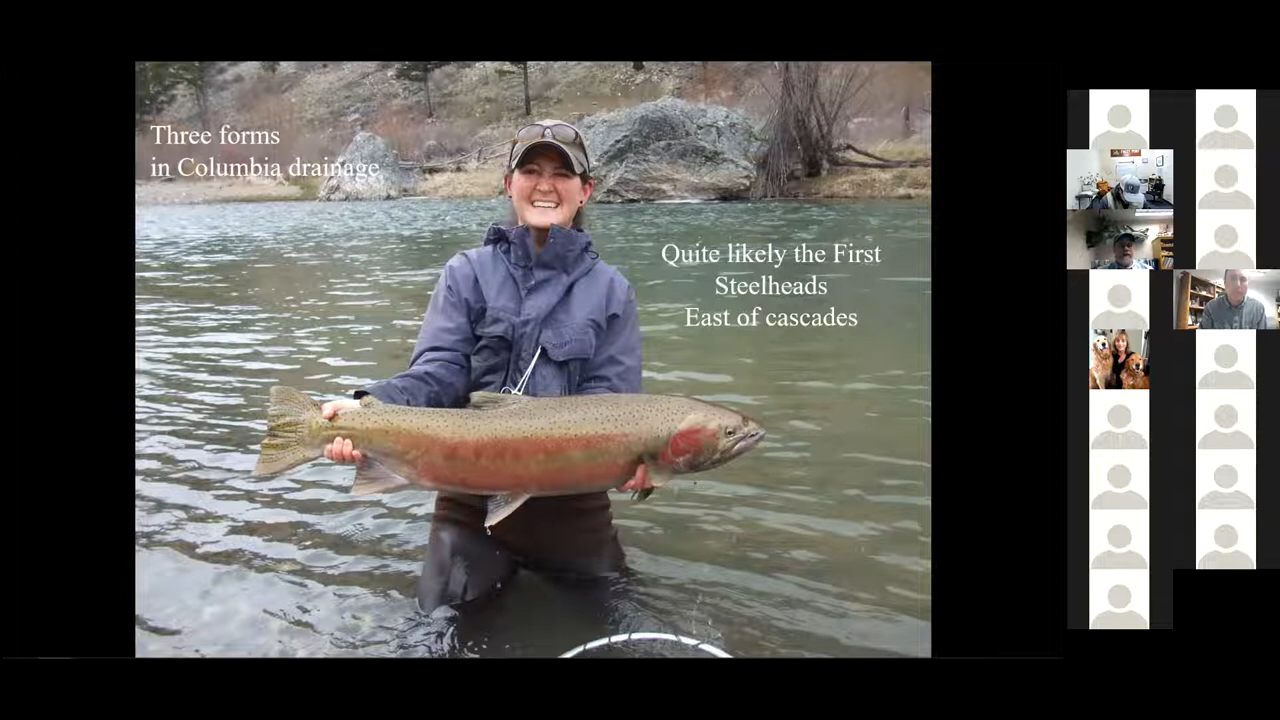 Three forms
in Columbia drainage
Quite likely the First
Steelheads
East of cascades